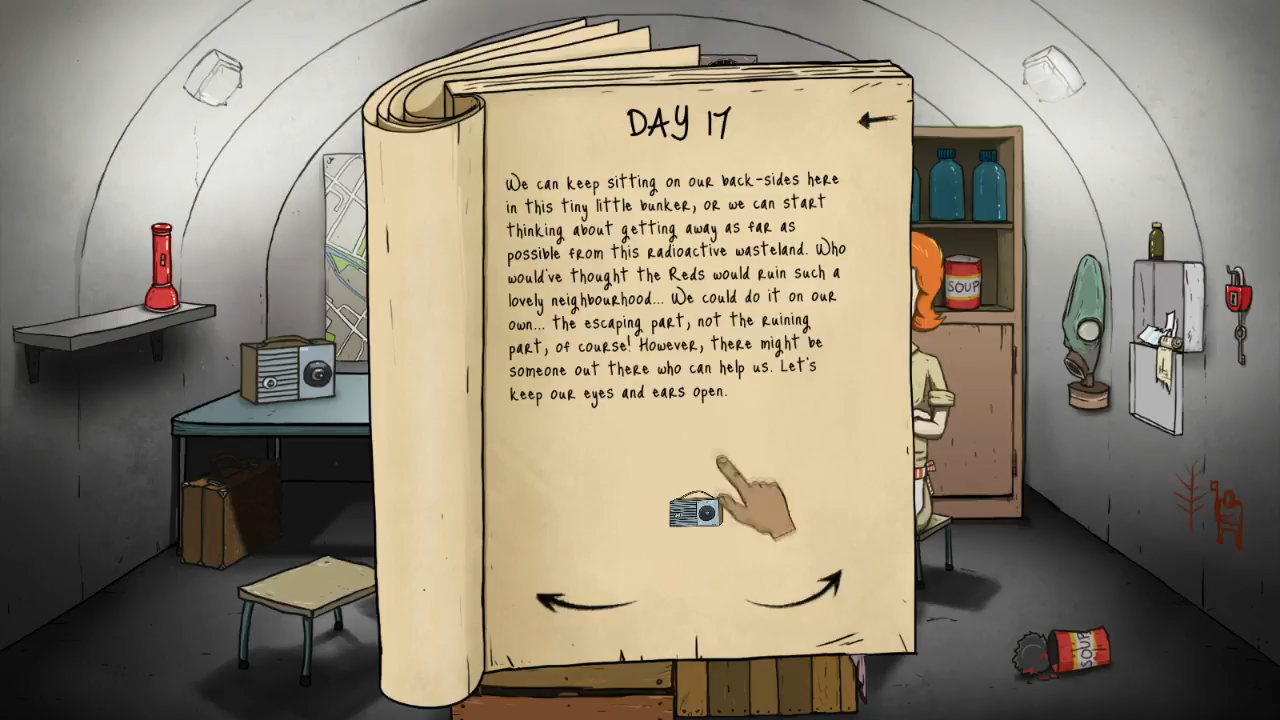 DAY 17
We can keep sitting on our back-sides here
in this tiny little bunker, or we can start
thinking about getting away as far as
possible from this radioactive wasteland. Who
would've thought the Reds would ruin such a
lovely neighbourhood... We could do it on our
own... the escaping part, not the ruining
part, of course! However, there might be
someone out there who can help us. Let's
keep our eyes and ears open.
SOUP
SOUP